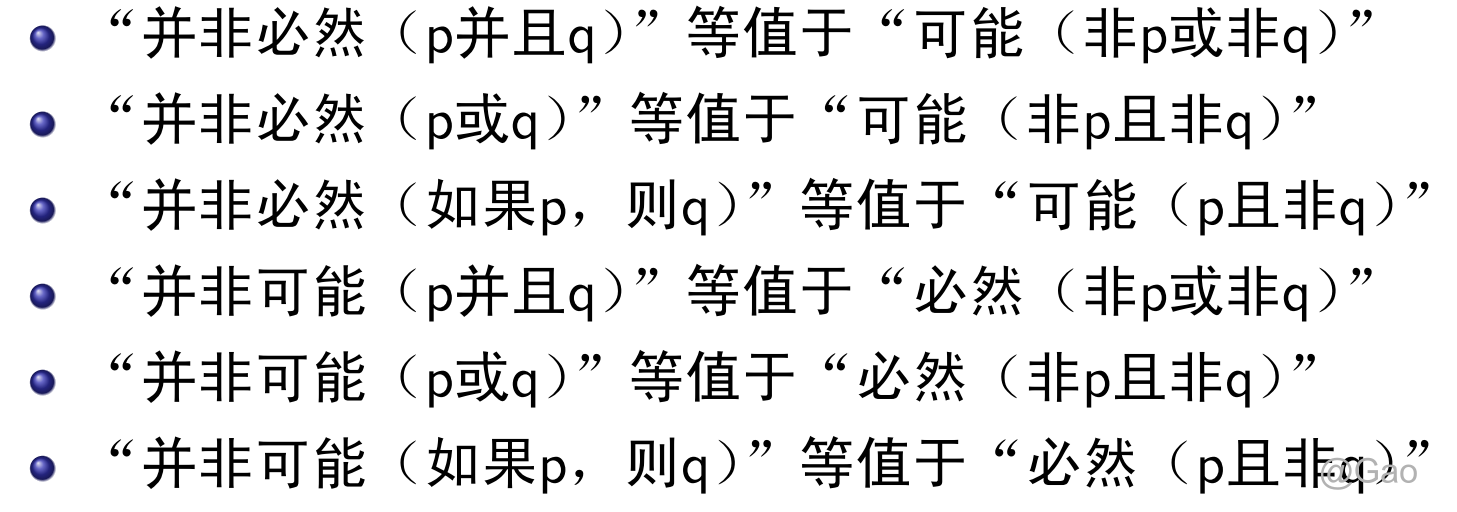 “并非必然（p并且q）”等值于“可能（非p或非q）”
“并非必然（p或q）”等值于“可能（非p且非q）”
“并非必然（如果p，则q）”等值于“可能（p且非q）”
“并非可能（p并且q）”等值于“必然（非p或非q）”
“并非可能（p或q）”等值于“必然（非p且非q）”
“并非可能（如果p，则q）”等值于“必然（p且非q）”
@Gao